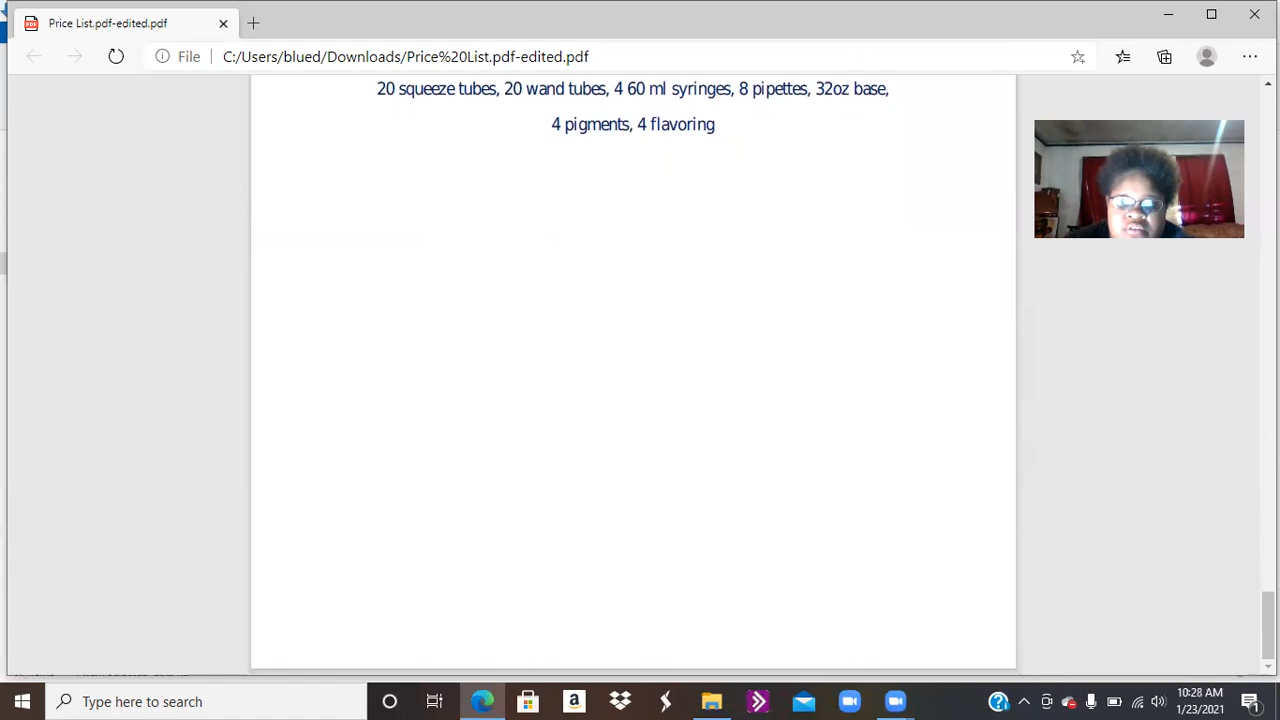 Price List.pdf-edited.pdf
File
C:/Users/blued/Downloads/Price%20List.pdf-edited.pdf
20 squeeze tubes, 20 wand tubes, 4 60 ml syringes, 8 pipettes, 32oz base,
4 pigments, 4 flavoring
Type here to search
10:28 AM
1/23/2021